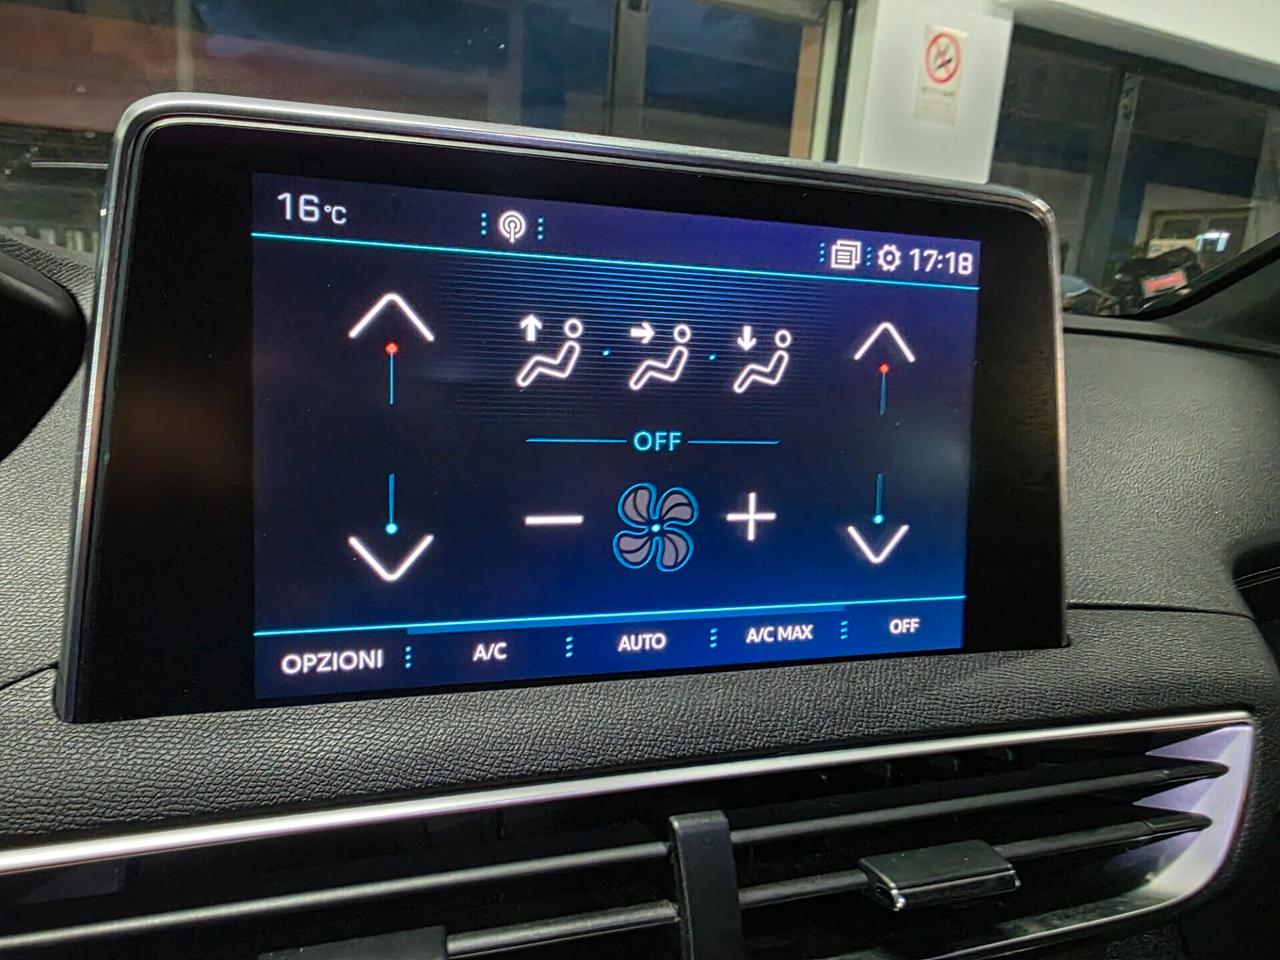 16°C
17:18
OFF
OPZIONI
A/C
AUTO
A/C MAX
OFF